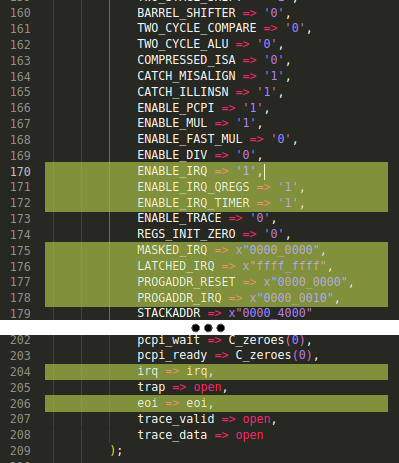 160 BARREL_SHIFTER => '0',
161 TWO_CYCLE_COMPARE => '0',
162 TWO_CYCLE_ALU => '0',
163 COMPRESSED_ISA => '0',
164 CATCH_MISALIGN => '1',
165 CATCH_ILLINSN => '1',
166 ENABLE_PCPI => '1',
167 ENABLE_MUL => '1',
168 ENABLE_FAST_MUL => '0',
169 ENABLE_DIV => '0',
170 ENABLE_IRQ => '1',
171 ENABLE_IRQ_QREGS => '1',
172 ENABLE_IRQ_TIMER => '1',
173 ENABLE_TRACE => '0',
174 REGS_INIT_ZERO => '0',
175 MASKED_IRQ => x"0000_0000",
176 LATCHED_IRQ => x"ffff_ffff",
177 PROGADDR_RESET => x"0000_0000",
178 PROGADDR_IRQ => x"0000_0010",
179 STACKADDR => x"0000_4000"
202 pcpi_wait => C_zeroes(0),
203 pcpi_ready => C_zeroes(0),
204 irq => irq,
205 trap => open,
206 eoi => eoi,
207 trace_valid => open,
208 trace_data => open
209 );